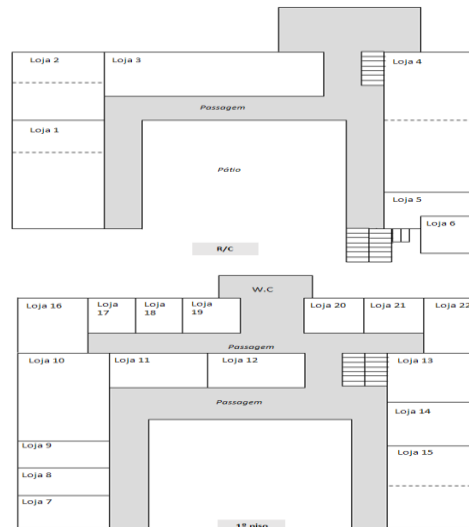 Loja 2
Loja 3
Loja 4
Passagem
Loja 1
Pátio
Loja 5
Loja 6
R/C
W.C
Loja 16
Loja
17
Loja
18
Loja
19
Loja 20
Loja 21
Loja 22
Passagem
Loja 10
Loja 11
Loja 12
Loja 13
Passagem
Loja 14
Loja 9
Loja 15
Loja 8
Loja 7
1º piso